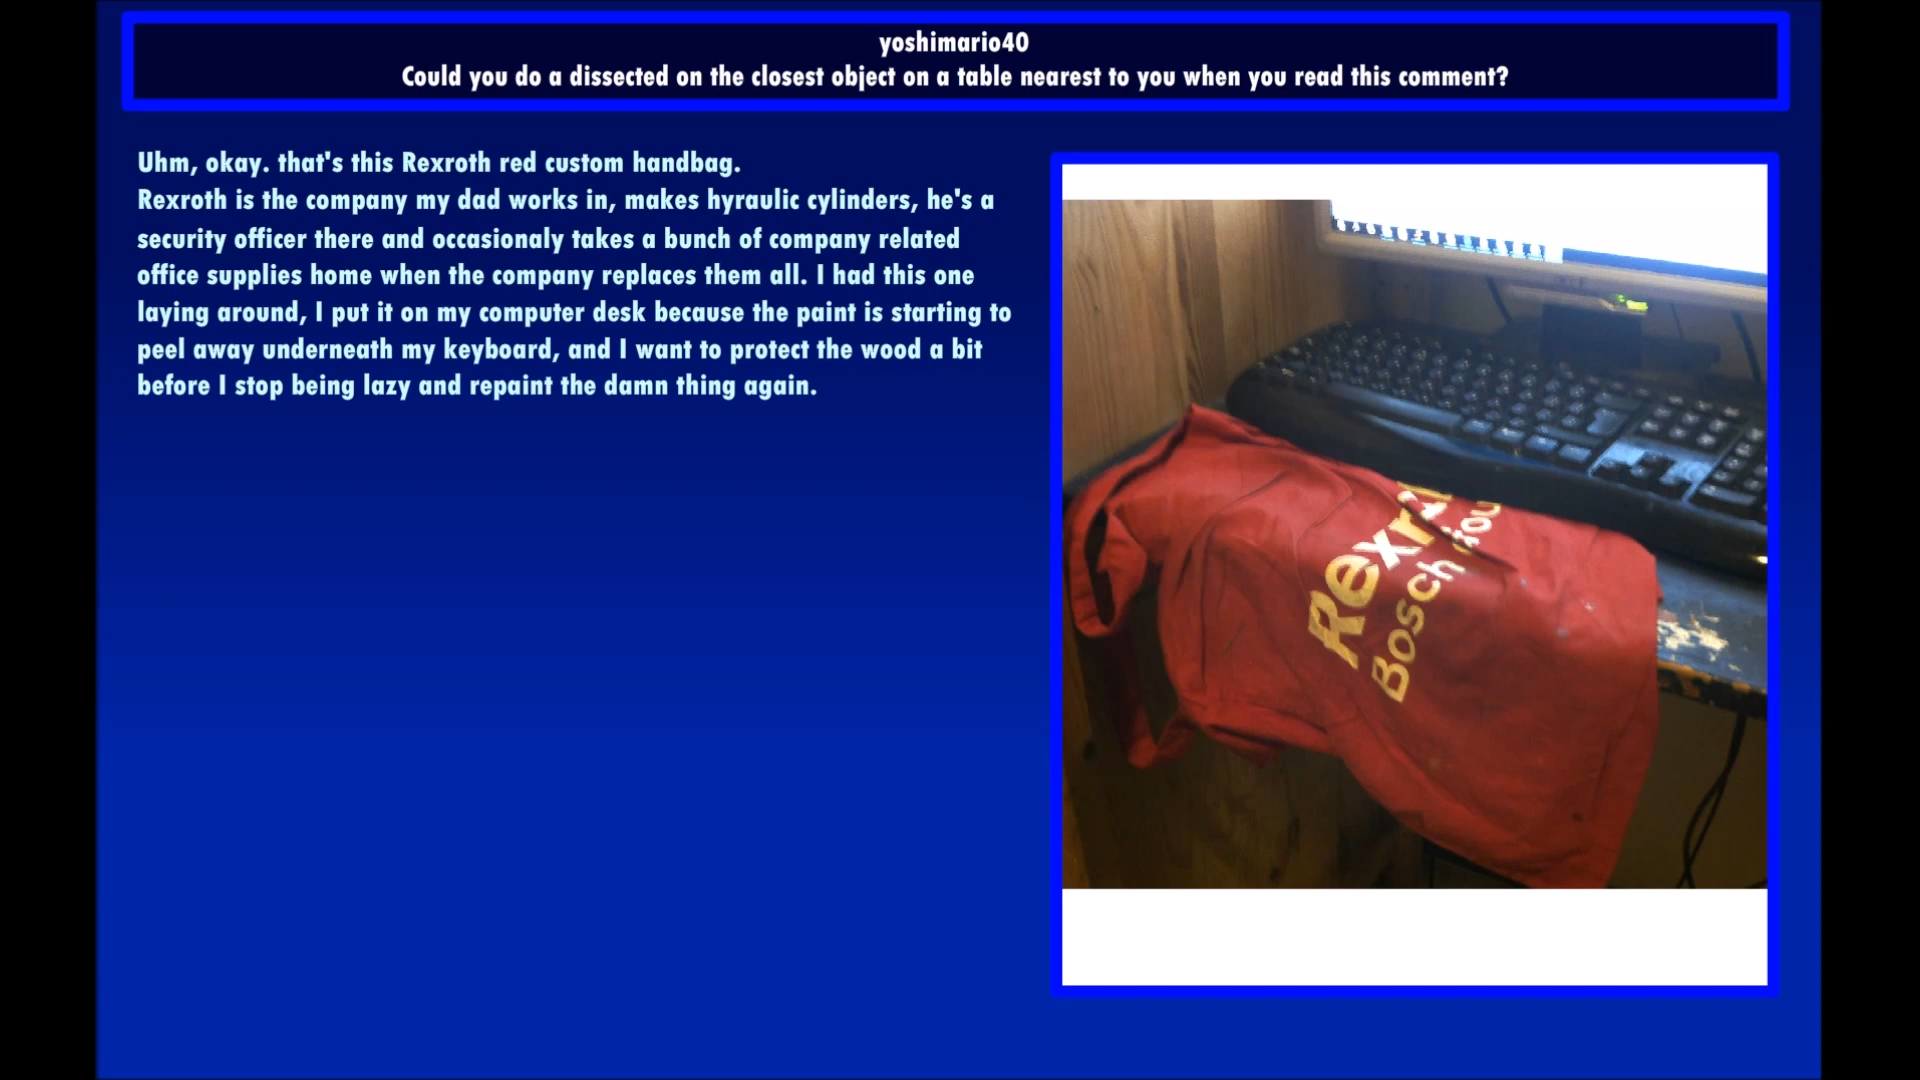 yoshimario40
Could you do a dissected on the closest object on a table nearest to you when you read this comment?
Uhm, okay. that's this Rexroth red custom handbag.
Rexroth is the company my dad works in, makes hyraulic cylinders, he's a
security officer there and occasionaly takes a bunch of company related
office supplies home when the company replaces them all. I had this one
laying around, I put it on my computer desk because the paint is starting to
peel away underneath my keyboard, and I want to protect the wood a bit
before I stop being lazy and repaint the damn thing again.
Bosch